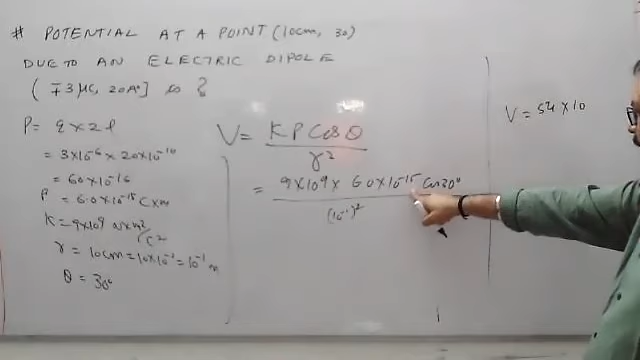 # POTENTIAL AT A POINT (10cm, 30)
DUE TO AN ELECTRIC DIPOLE
(∓3μC, 20A°] is ?
P = q × 2l
= 3×10⁻⁶ × 20×10⁻¹⁰
= 60×10⁻¹⁶
P = 6.0×10⁻¹⁵ C×m
K = 9×10⁹ N×m²/C²
r = 10cm = 10×10⁻² = 10⁻¹ m
θ = 30°
V = KPCosθ / r²
= 9×10⁹ × 6.0×10⁻¹⁵ Cos30° / (10⁻¹)²
V = 54×10